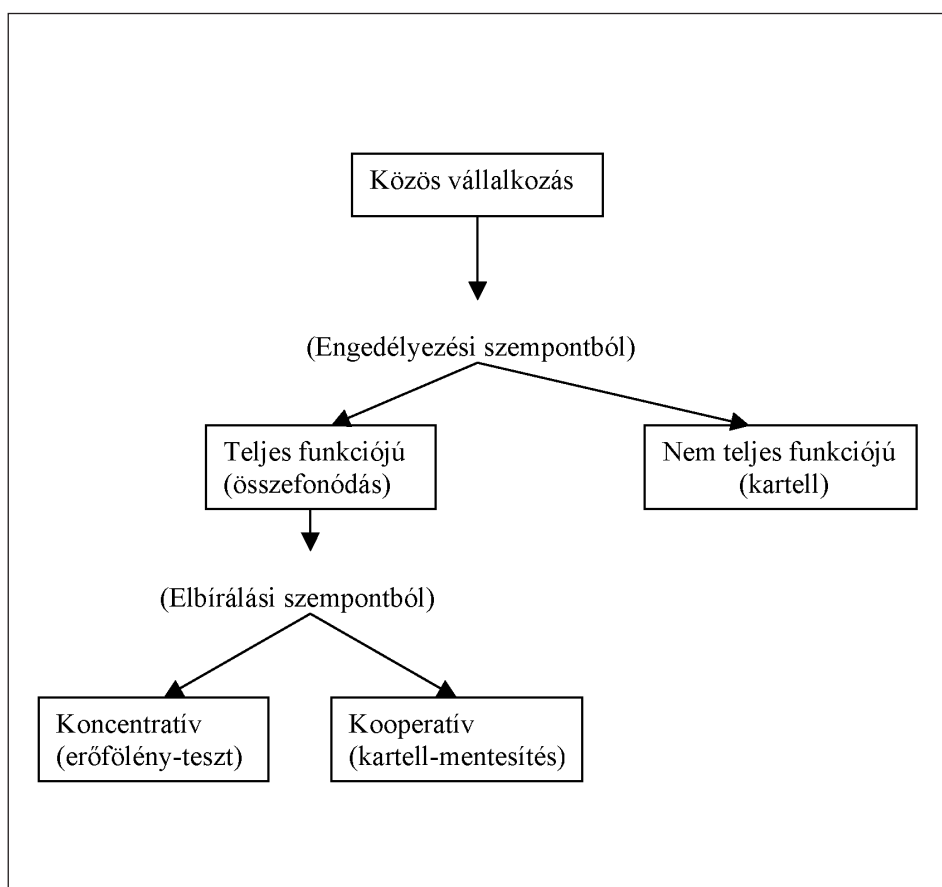 Közös vállalkozás
(Engedélyezési szempontból)
Teljes funkciójú
(összefonódás)
Nem teljes funkciójú
(kartell)
(Elbírálási szempontból)
Koncentratív
(erőfölény-teszt)
Kooperatív
(kartell-mentesítés)